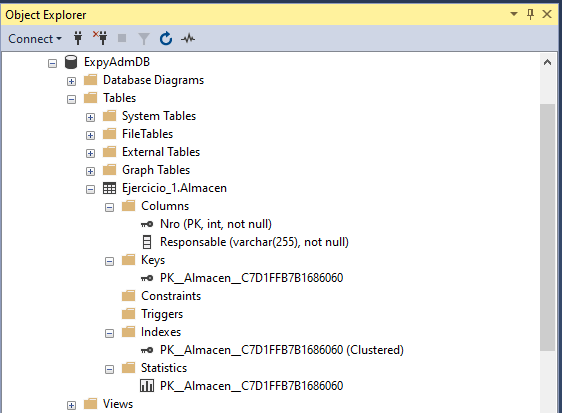 Object Explorer
Connect
ExpyAdmDB
Database Diagrams
Tables
System Tables
FileTables
External Tables
Graph Tables
Ejercicio_1.Almacen
Columns
Nro (PK, int, not null)
Responsable (varchar(255), not null)
Keys
PK__Almacen__C7D1FFB7B1686060
Constraints
Triggers
Indexes
PK__Almacen__C7D1FFB7B1686060 (Clustered)
Statistics
PK__Almacen__C7D1FFB7B1686060
Views